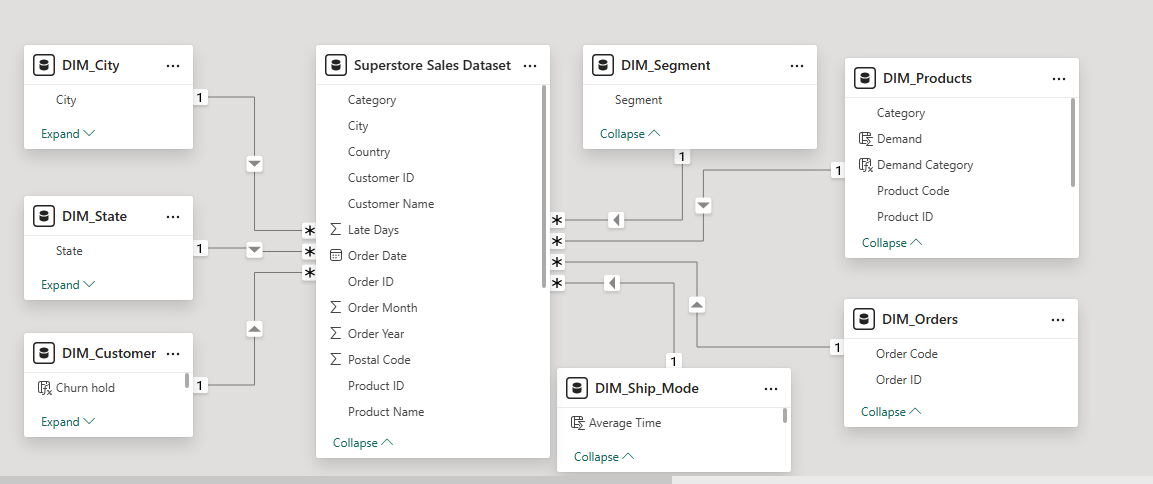 DIM_City
City
Expand
DIM_State
State
Expand
DIM_Customer
Churn hold
Expand
Superstore Sales Dataset
Category
City
Country
Customer ID
Customer Name
Late Days
Order Date
Order ID
Order Month
Order Year
Postal Code
Product ID
Product Name
Collapse
DIM_Segment
Segment
Collapse
DIM_Ship_Mode
Average Time
Collapse
DIM_Products
Category
Demand
Demand Category
Product Code
Product ID
Collapse
DIM_Orders
Order Code
Order ID
Collapse
1
1
1
1
1
1
1
*
*
*
*
*
*
*